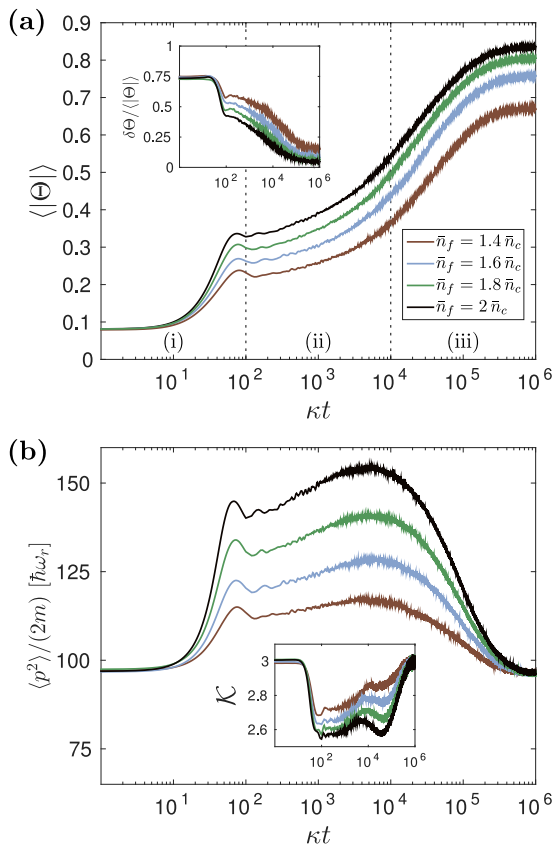 (a)
0.9
0.8
0.7
0.6
0.5
0.4
0.3
0.2
0.1
0
⟨|Θ|⟩
1
0.75
0.5
0.25
0
δΘ/⟨|Θ|⟩
10^2 10^4 10^6
κt
n̄_f = 1.4 n̄_c
n̄_f = 1.6 n̄_c
n̄_f = 1.8 n̄_c
n̄_f = 2 n̄_c
(i) (ii) (iii)
10^1 10^2 10^3 10^4 10^5 10^6
κt
(b)
150
125
100
75
⟨p^2⟩/(2m) [ħω_r]
3
2.8
2.6
𝒦
10^2 10^4 10^6
κt
10^1 10^2 10^3 10^4 10^5 10^6
κt